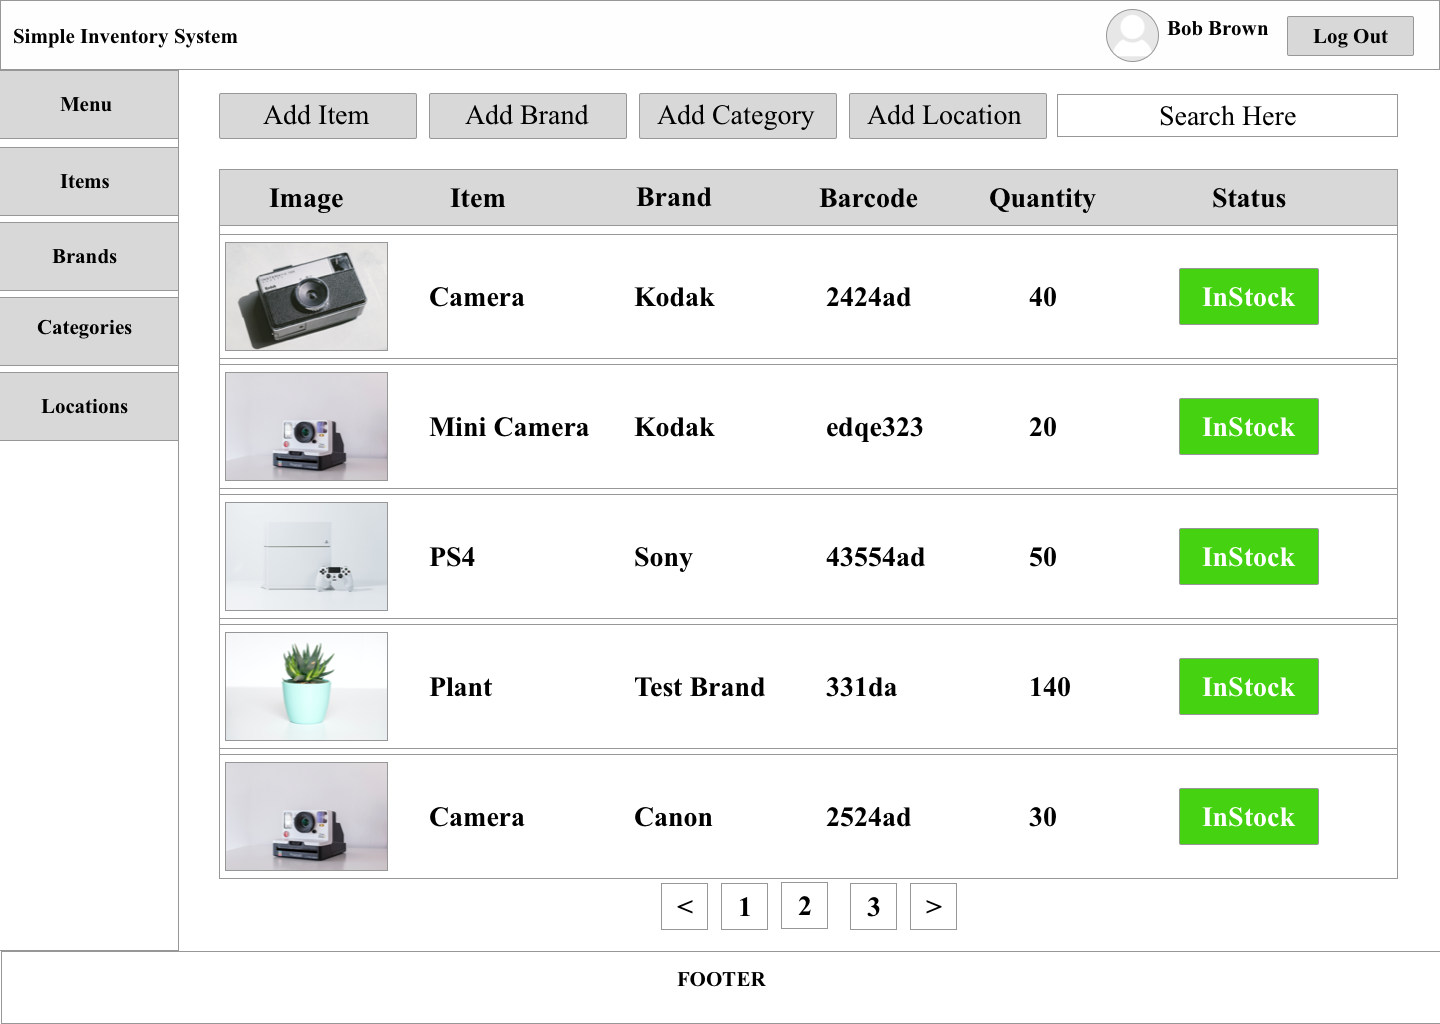 Simple Inventory System
Bob Brown
Log Out
Menu
Items
Brands
Categories
Locations
Add Item
Add Brand
Add Category
Add Location
Search Here
Image Item Brand Barcode Quantity Status
Camera Kodak 2424ad 40 InStock
Mini Camera Kodak edqe323 20 InStock
PS4 Sony 43554ad 50 InStock
Plant Test Brand 331da 140 InStock
Camera Canon 2524ad 30 InStock
< 1 2 3 >
FOOTER